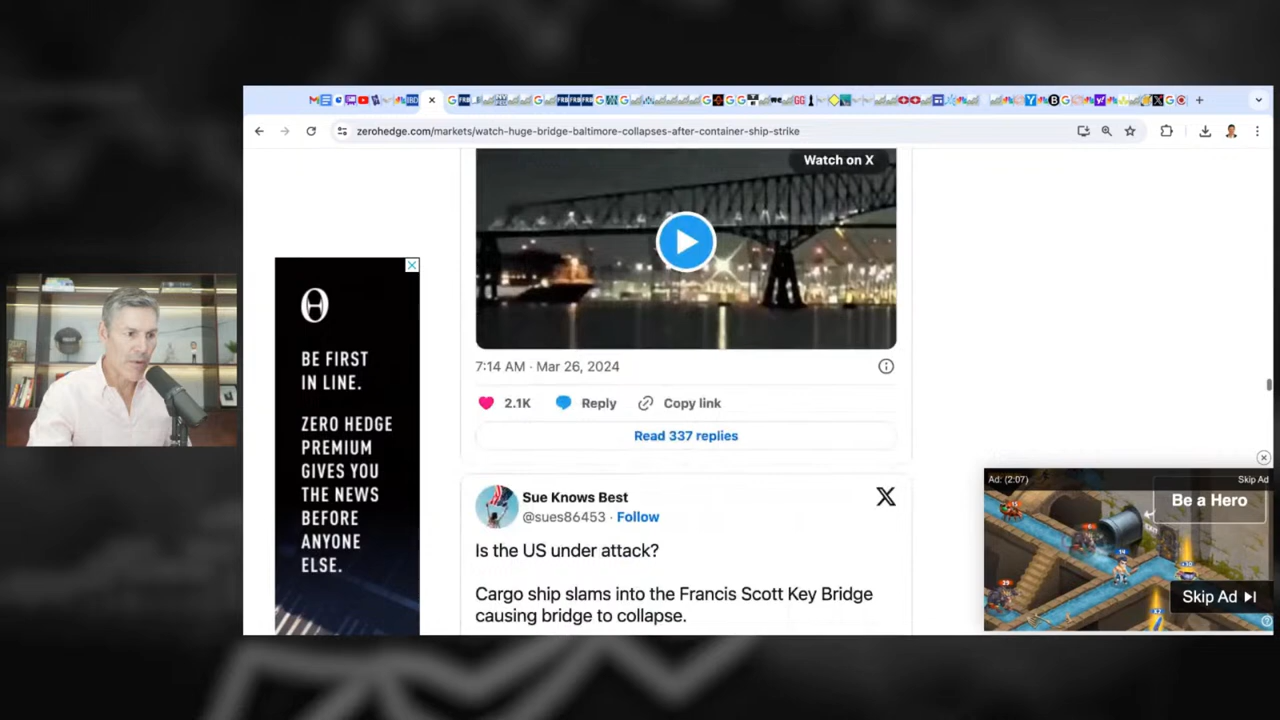 zerohedge.com/markets/watch-huge-bridge-baltimore-collapses-after-container-ship-strike
Watch on X
7:14 AM · Mar 26, 2024
2.1K
Reply
Copy link
Read 337 replies
Sue Knows Best
@sues86453 · Follow
Is the US under attack?
Cargo ship slams into the Francis Scott Key Bridge
causing bridge to collapse.
BE FIRST
IN LINE.
ZERO HEDGE
PREMIUM
GIVES YOU
THE NEWS
BEFORE
ANYONE
ELSE.
Ad: (2:07)
Skip Ad
Be a Hero
EXIT
Skip Ad